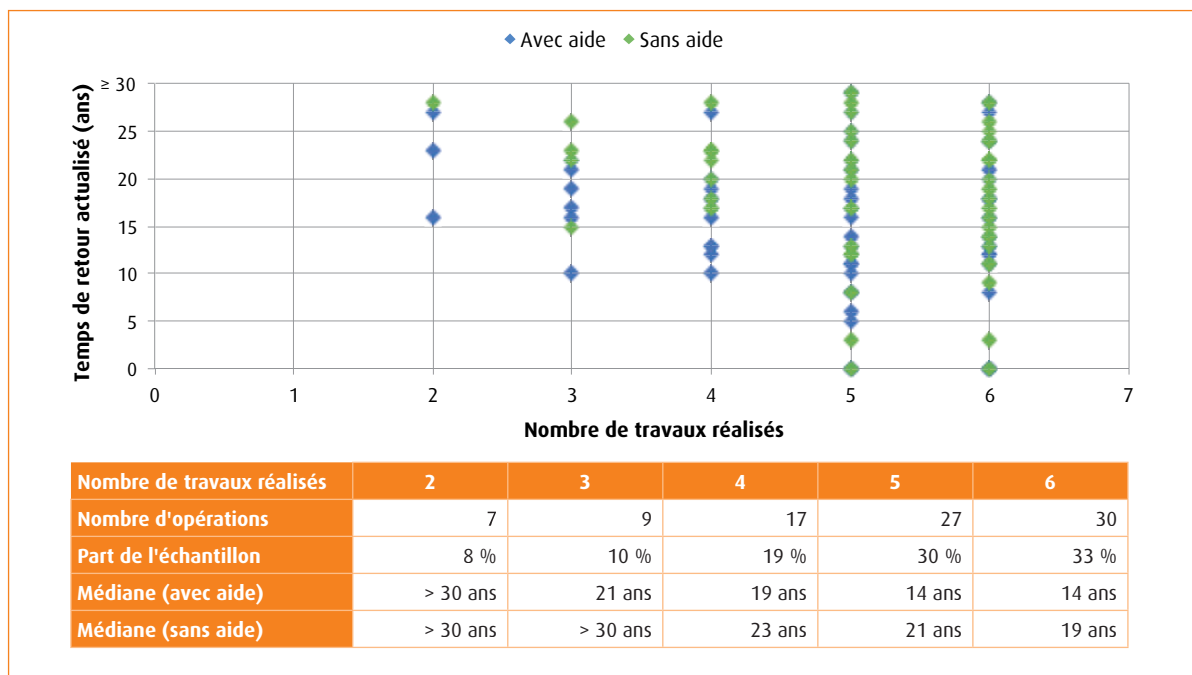 Avec aide Sans aide
Temps de retour actualisé (ans)
≥ 30
25
20
15
10
5
0
0 1 2 3 4 5 6 7
Nombre de travaux réalisés
Nombre de travaux réalisés 2 3 4 5 6
Nombre d'opérations 7 9 17 27 30
Part de l'échantillon 8 % 10 % 19 % 30 % 33 %
Médiane (avec aide) > 30 ans 21 ans 19 ans 14 ans 14 ans
Médiane (sans aide) > 30 ans > 30 ans 23 ans 21 ans 19 ans